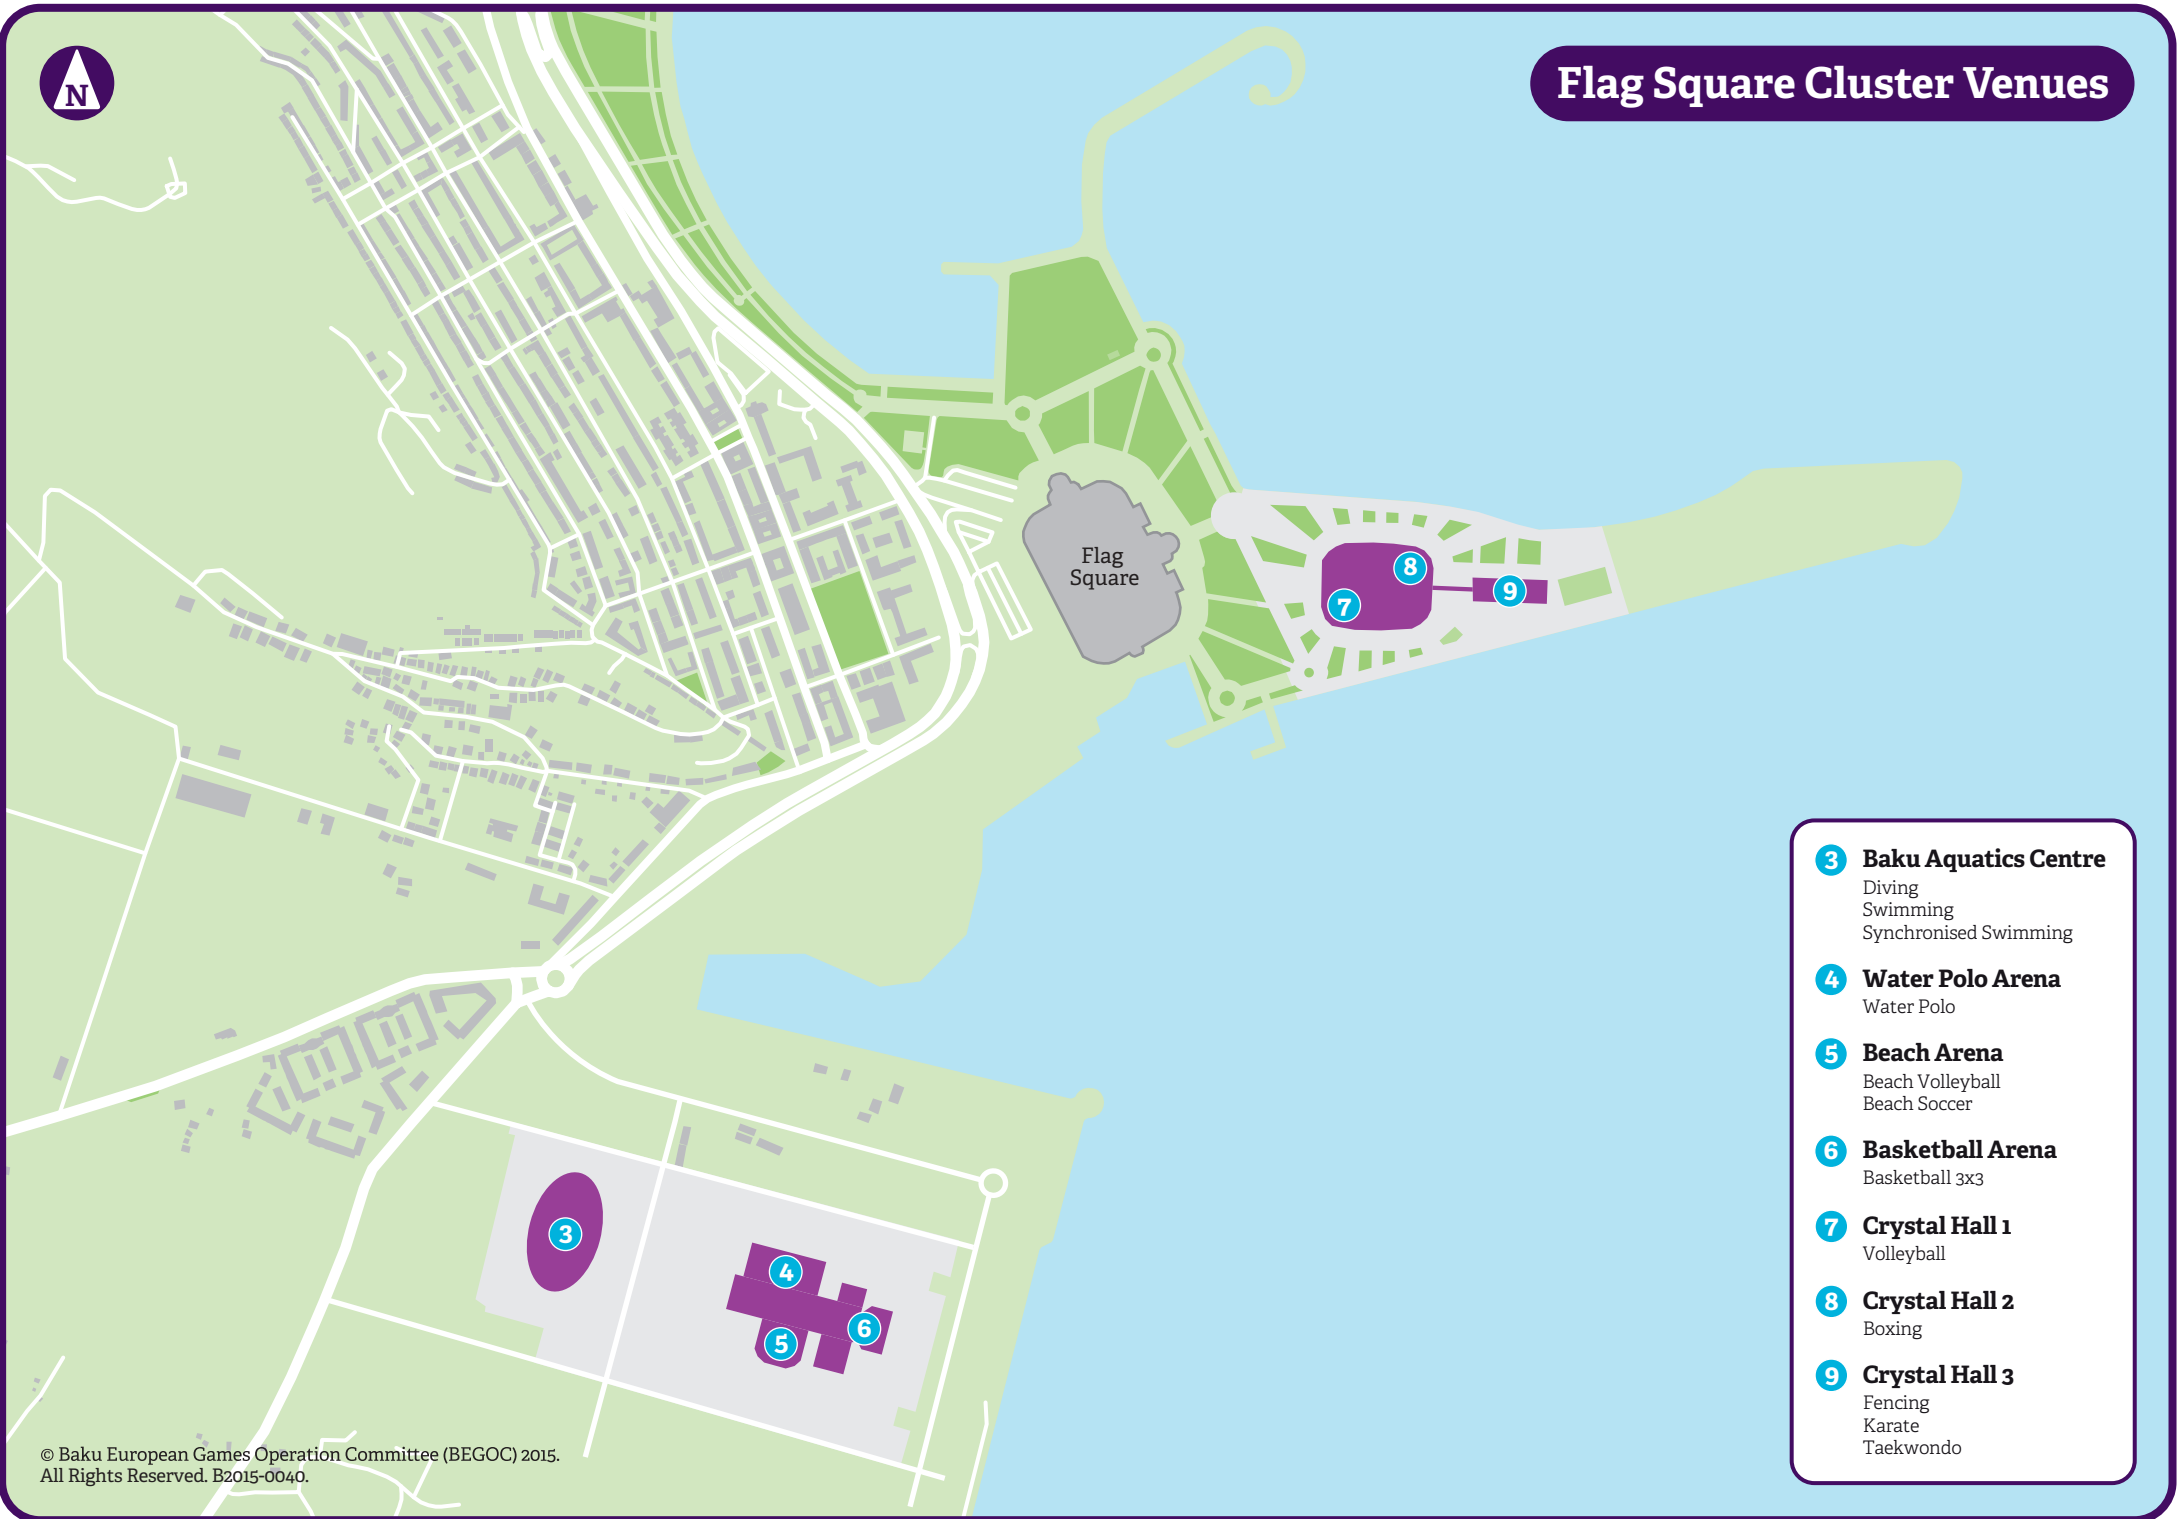 N
Flag Square Cluster Venues
Flag
Square
8
7
9
3
4
5
6
3 Baku Aquatics Centre
Diving
Swimming
Synchronised Swimming
4 Water Polo Arena
Water Polo
5 Beach Arena
Beach Volleyball
Beach Soccer
6 Basketball Arena
Basketball 3x3
7 Crystal Hall 1
Volleyball
8 Crystal Hall 2
Boxing
9 Crystal Hall 3
Fencing
Karate
Taekwondo
© Baku European Games Operation Committee (BEGOC) 2015.
All Rights Reserved. B2015-0040.